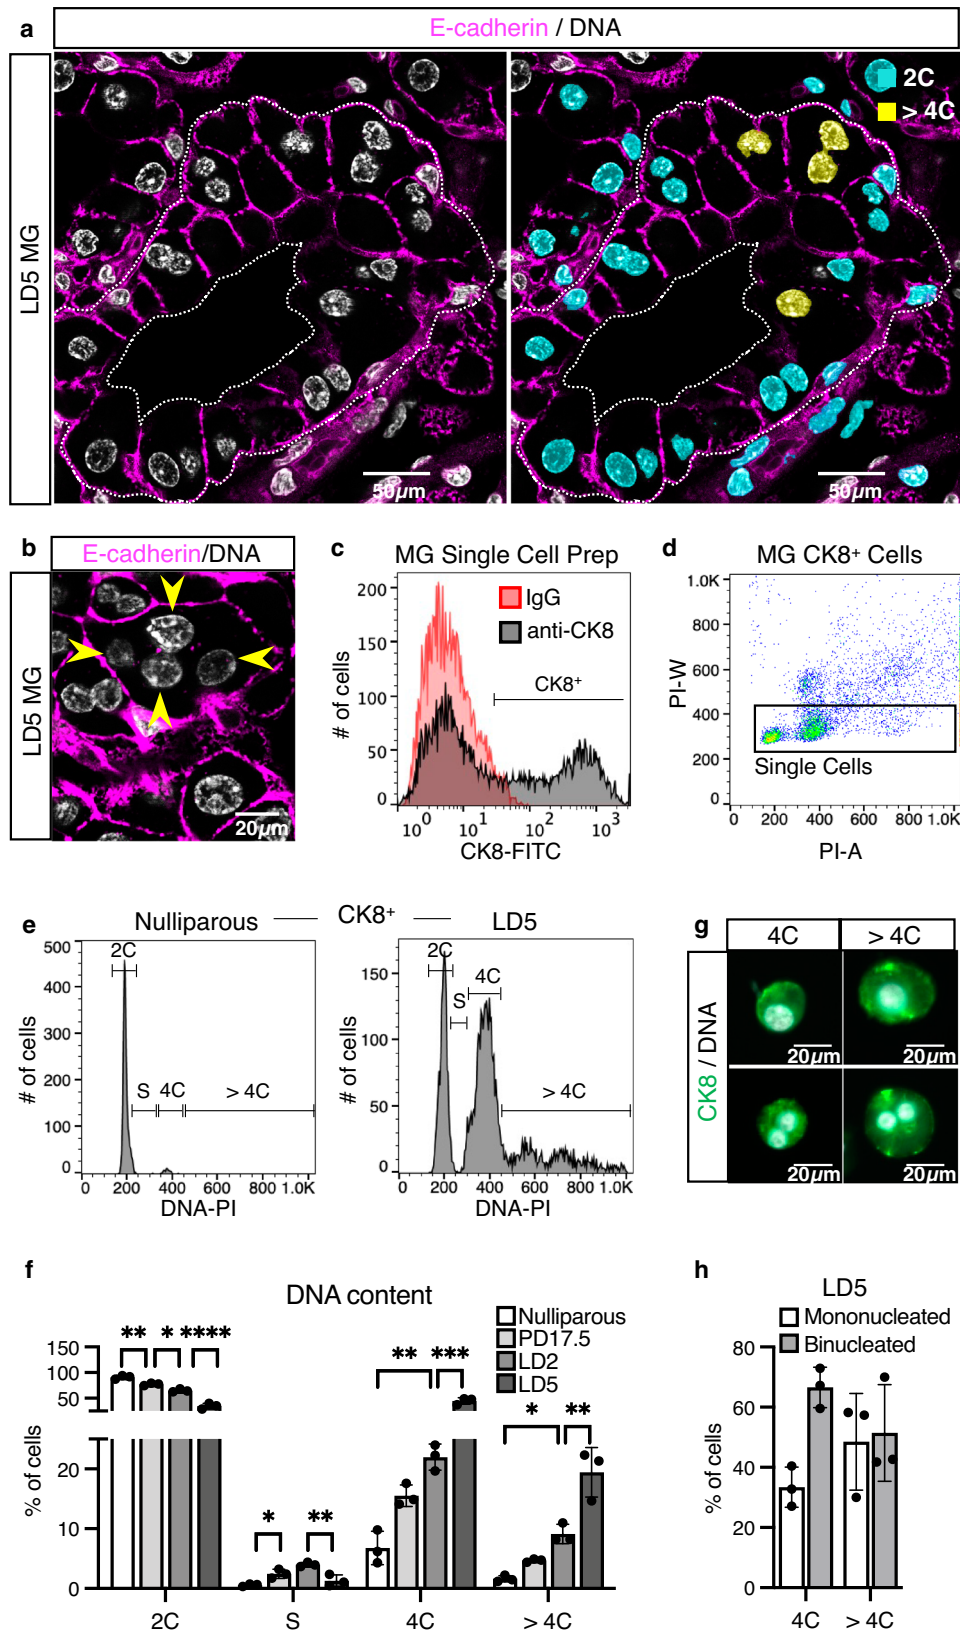 a
E-cadherin / DNA
LD5 MG
2C
> 4C
50µm
50µm
b
E-cadherin/DNA
LD5 MG
20µm
c
MG Single Cell Prep
IgG
anti-CK8
CK8+
# of cells
200
150
100
50
0
10^0 10^1 10^2 10^3
CK8-FITC
d
MG CK8+ Cells
PI-W
1.0K
800
600
400
200
0
Single Cells
0 200 400 600 800 1.0K
PI-A
e
Nulliparous
CK8+
LD5
# of cells
500
400
300
200
100
0
2C
S
4C
> 4C
0 200 400 600 800 1.0K
DNA-PI
# of cells
150
100
50
0
2C
S
4C
> 4C
0 200 400 600 800 1.0K
DNA-PI
g
4C
> 4C
CK8 / DNA
20µm
20µm
20µm
20µm
f
DNA content
Nulliparous
PD17.5
LD2
LD5
% of cells
150
100
50
20
10
0
** * ****
* **
** ***
* **
2C S 4C > 4C
h
LD5
Mononucleated
Binucleated
% of cells
80
60
40
20
0
4C > 4C